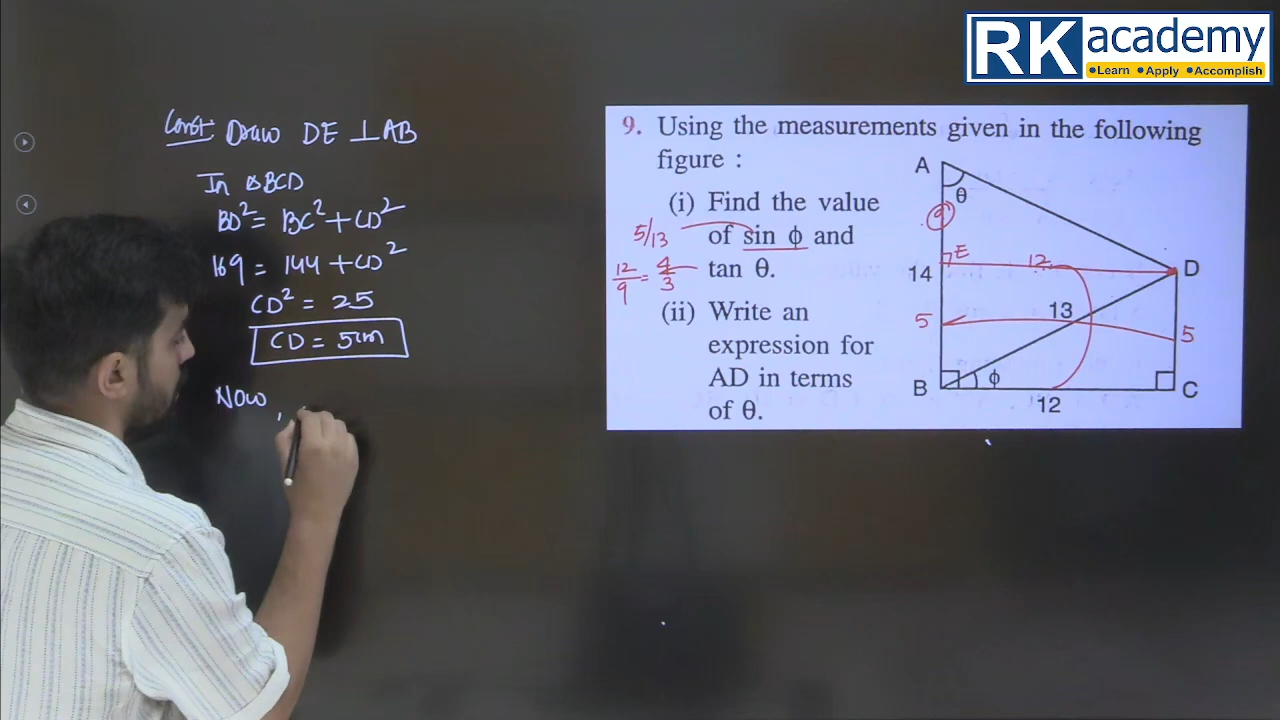 RK academy
•Learn •Apply •Accomplish
Const Draw DE ⊥ AB
In ΔBCD
BD² = BC² + CD²
169 = 144 + CD²
CD² = 25
CD = 5cm
Now,
9. Using the measurements given in the following
figure :
(i) Find the value
of sin ϕ and
tan θ.
(ii) Write an
expression for
AD in terms
of θ.
5/13
12/9 = 4/3
A
θ
9
E
12
D
14
13
5
5
B
ϕ
C
12